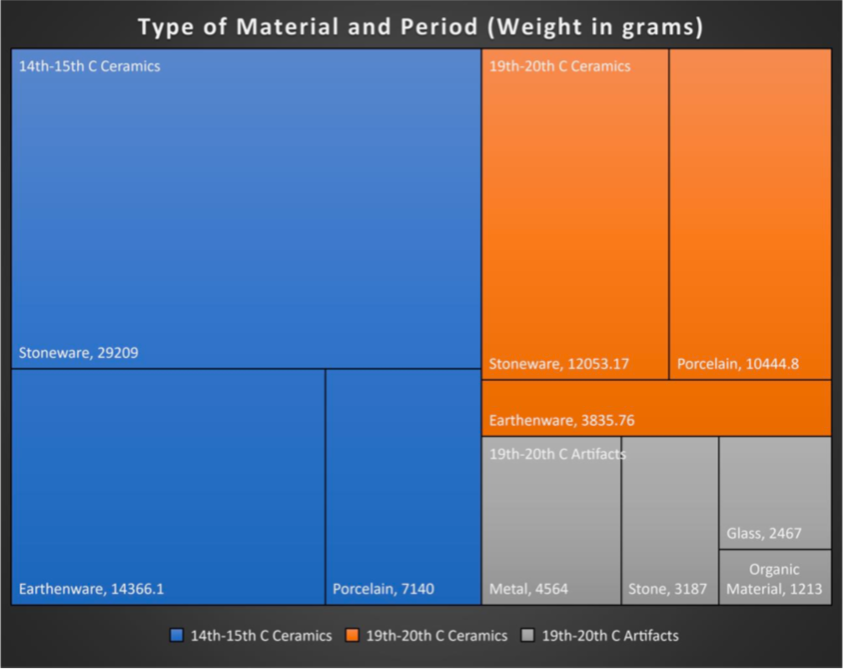 Type of Material and Period (Weight in grams)
14th-15th C Ceramics
Stoneware, 29209
Earthenware, 14366.1
Porcelain, 7140
19th-20th C Ceramics
Stoneware, 12053.17
Porcelain, 10444.8
Earthenware, 3835.76
19th-20th C Artifacts
Metal, 4564
Stone, 3187
Glass, 2467
Organic
Material, 1213
14th-15th C Ceramics
19th-20th C Ceramics
19th-20th C Artifacts